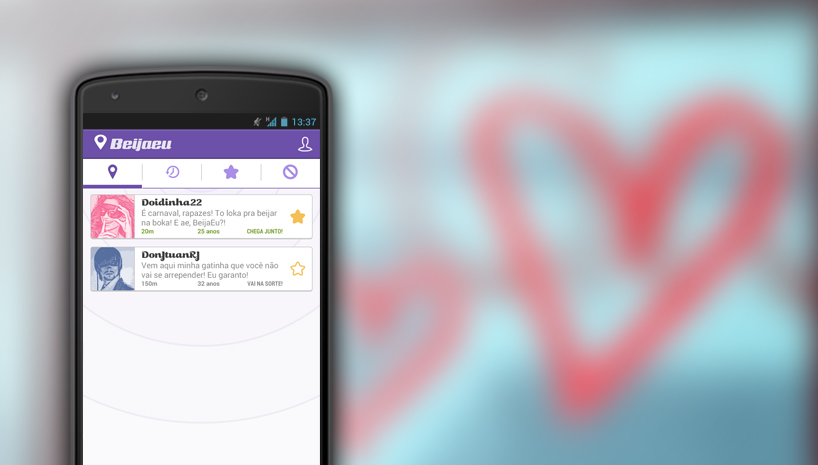 13:37
Beijaeu
Doidinha22
É carnaval, rapazes! To loka pra beijar
na boka! E ae, BeijaEu?!
20m 25 anos CHEGA JUNTO!
DonJuanRJ
Vem aqui minha gatinha que você não
vai se arrepender! Eu garanto!
150m 32 anos VAI NA SORTE!